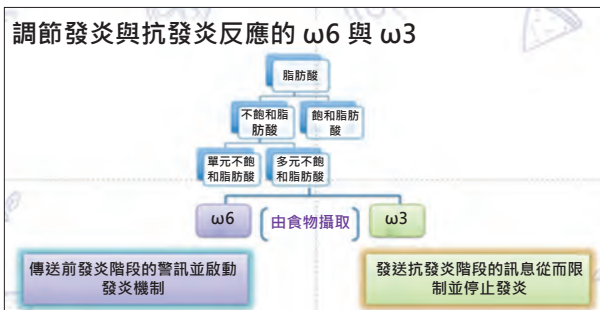 調節發炎與抗發炎反應的 ω6 與 ω3
脂肪酸
不飽和脂
肪酸
飽和脂肪
酸
單元不飽
和脂肪酸
多元不飽
和脂肪酸
ω6
由食物攝取
ω3
傳送前發炎階段的警訊並啟動
發炎機制
發送抗發炎階段的訊息從而限
制並停止發炎